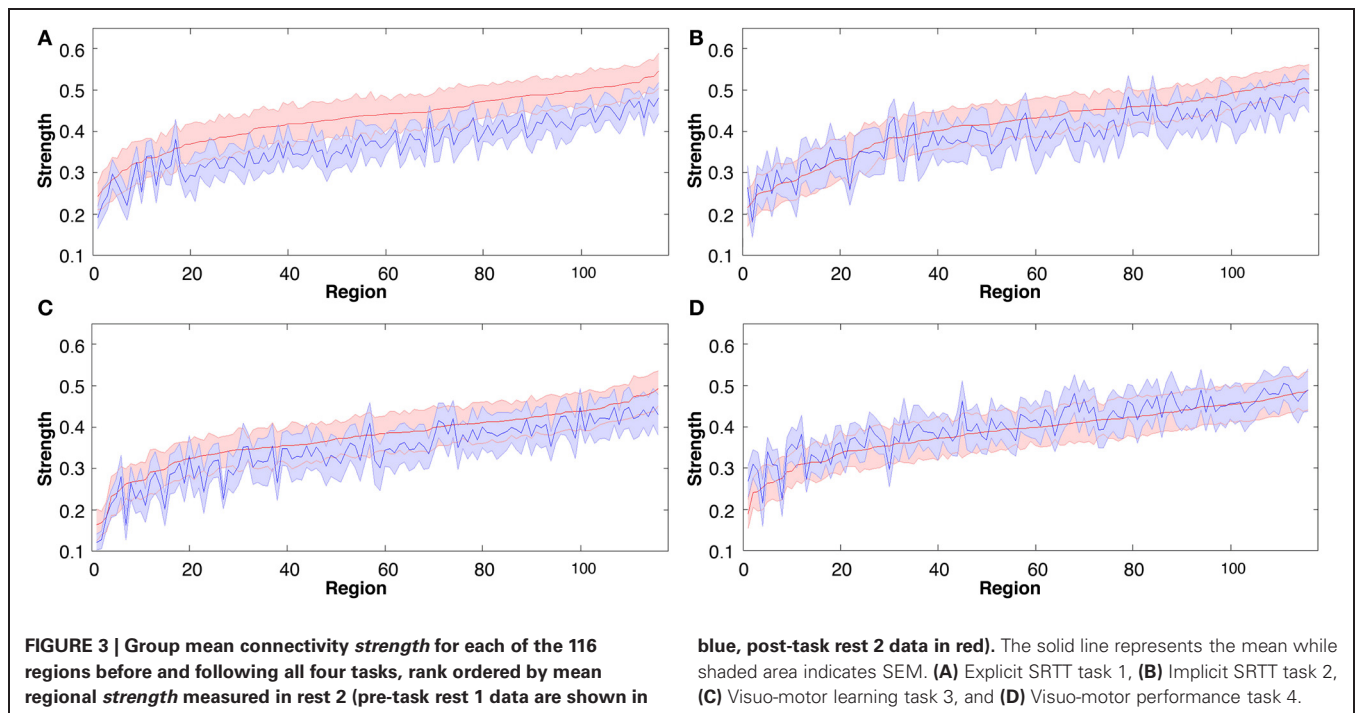 A
0.6
0.5
0.4
0.3
0.2
0.1
Strength
0 20 40 60 80 100
Region
B
0.6
0.5
0.4
0.3
0.2
0.1
Strength
0 20 40 60 80 100
Region
C
0.6
0.5
0.4
0.3
0.2
0.1
Strength
0 20 40 60 80 100
Region
D
0.6
0.5
0.4
0.3
0.2
0.1
Strength
0 20 40 60 80 100
Region
FIGURE 3 | Group mean connectivity strength for each of the 116
regions before and following all four tasks, rank ordered by mean
regional strength measured in rest 2 (pre-task rest 1 data are shown in
blue, post-task rest 2 data in red). The solid line represents the mean while
shaded area indicates SEM. (A) Explicit SRTT task 1, (B) Implicit SRTT task 2,
(C) Visuo-motor learning task 3, and (D) Visuo-motor performance task 4.